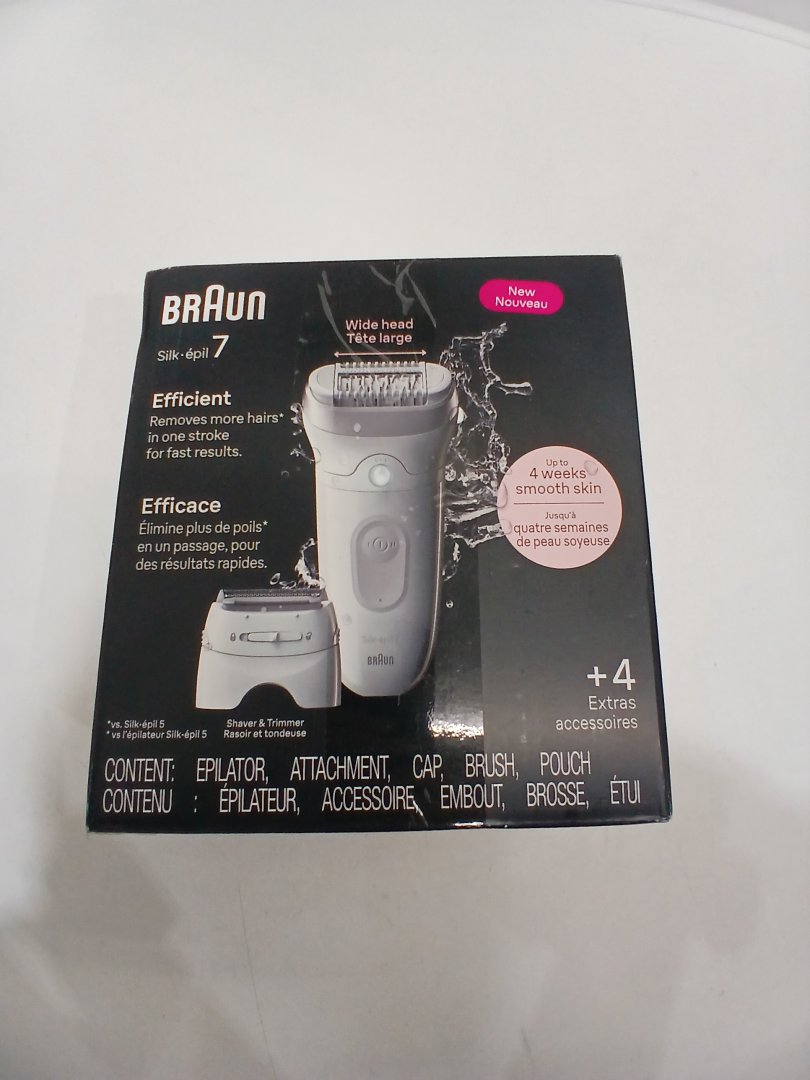 BRAUN
Silk·épil 7
New
Nouveau
Wide head
Tête large
Efficient
Removes more hairs*
in one stroke
for fast results.
Efficace
Élimine plus de poils*
en un passage, pour
des résultats rapides.
Up to
4 weeks
smooth skin
Jusqu'à
quatre semaines
de peau soyeuse
Silk·épil 7
BRAUN
+4
Extras
accessoires
*vs. Silk·épil 5
*vs l'épilateur Silk·épil 5
Shaver & Trimmer
Rasoir et tondeuse
CONTENT: EPILATOR, ATTACHMENT, CAP, BRUSH, POUCH
CONTENU : ÉPILATEUR, ACCESSOIRE, EMBOUT, BROSSE, ÉTUI